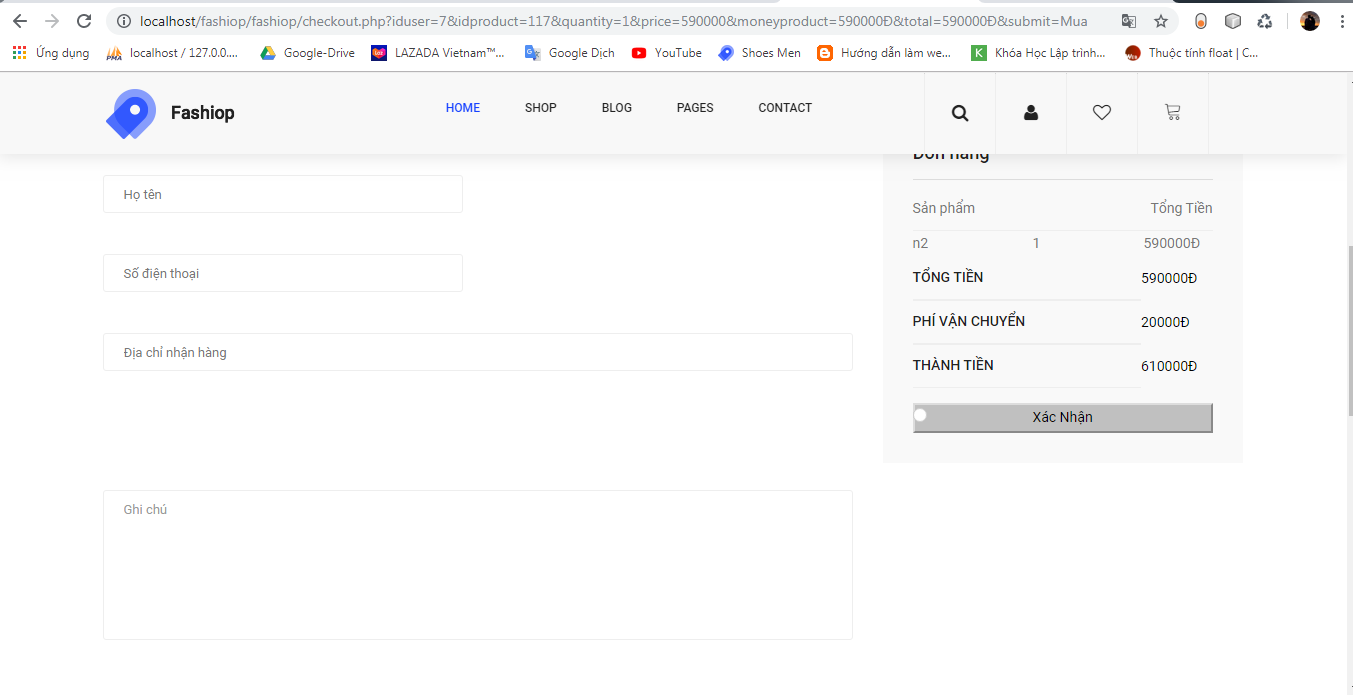 localhost/fashiop/fashiop/checkout.php?iduser=7&idproduct=117&quantity=1&price=590000&moneyproduct=590000Đ&total=590000Đ&submit=Mua
Ứng dụng localhost / 127.0.0.... Google-Drive LAZADA Vietnam™... Google Dịch YouTube Shoes Men Hướng dẫn làm we... Khóa Học Lập trình... Thuộc tính float | C...
Fashiop HOME SHOP BLOG PAGES CONTACT
Đơn hàng
Họ tên
Sản phẩm Tổng Tiền
n2 1 590000Đ
Số điện thoại
TỔNG TIỀN 590000Đ
PHÍ VẬN CHUYỂN 20000Đ
Địa chỉ nhận hàng
THÀNH TIỀN 610000Đ
Xác Nhận
Ghi chú